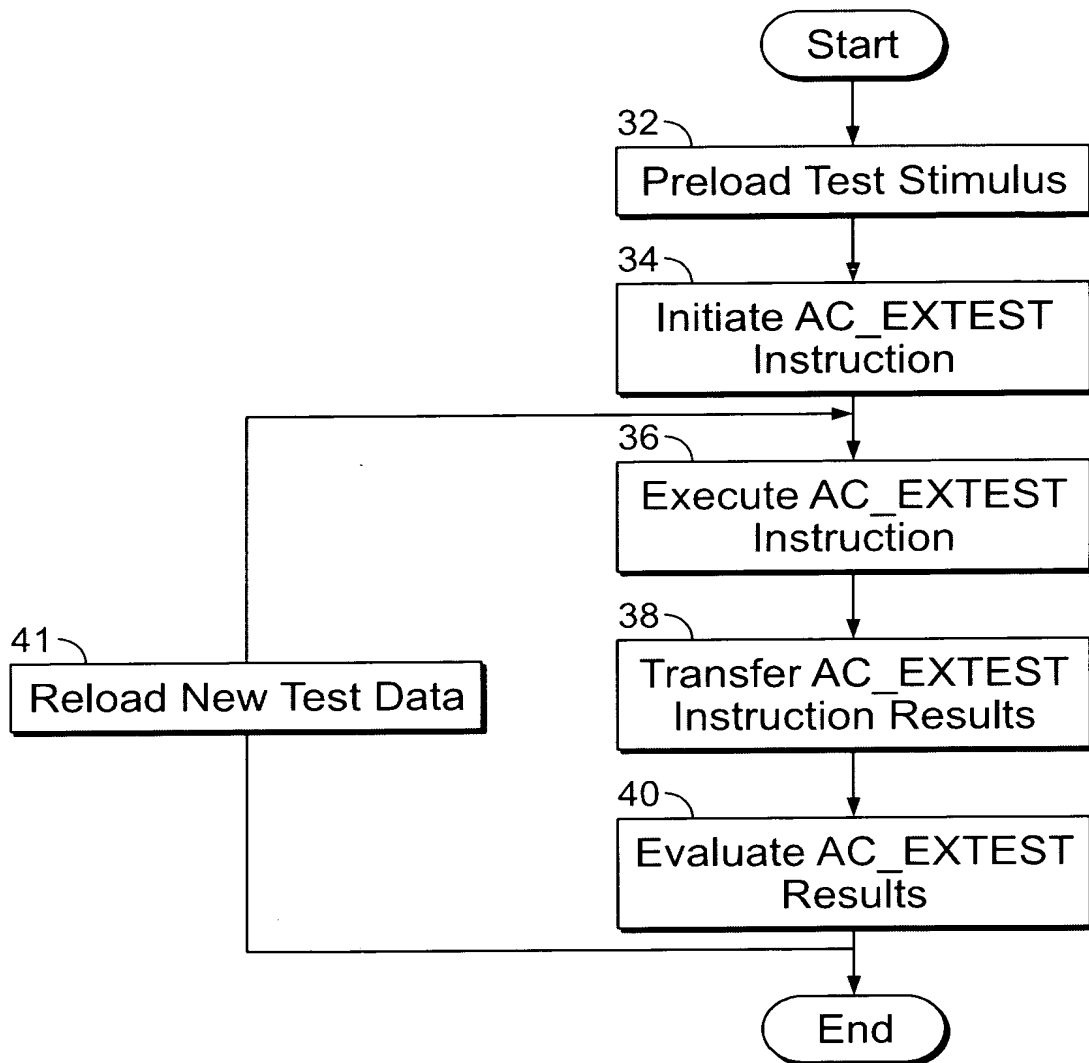 Start
32
Preload Test Stimulus
34
Initiate AC_EXTEST
Instruction
36
Execute AC_EXTEST
Instruction
38
Transfer AC_EXTEST
Instruction Results
40
Evaluate AC_EXTEST
Results
41
Reload New Test Data
End